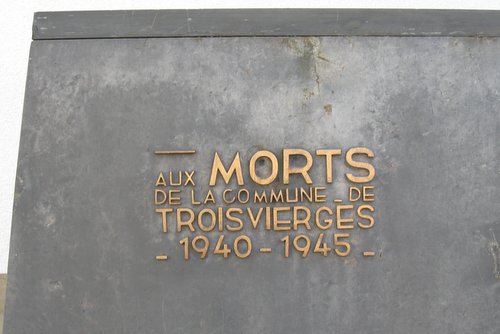 AUX MORTS
DE LA COMMUNE _ DE
TROISVIERGES
_ 1940 - 1945 _